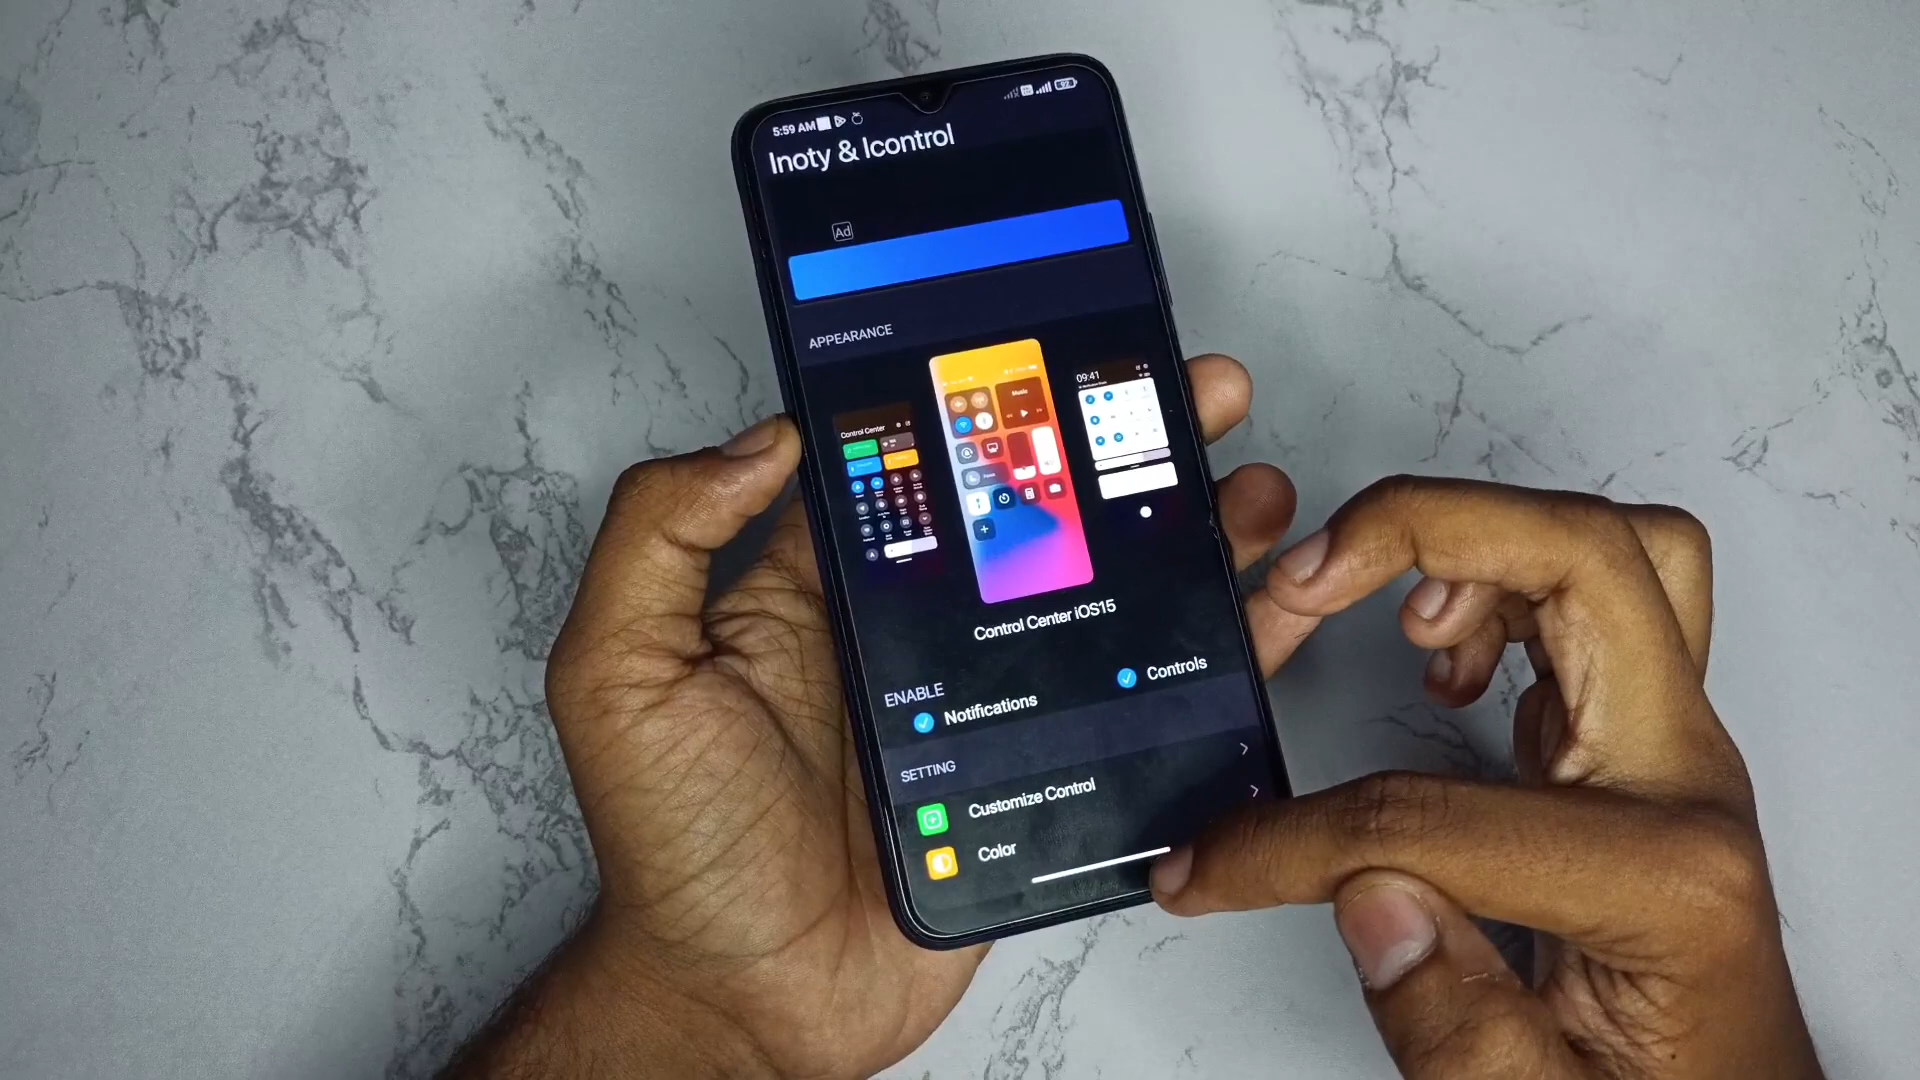 5:59 AM
Inoty & Icontrol
Ad
APPEARANCE
Control Center
Music
09:41
Control Center iOS15
ENABLE
Notifications
Controls
SETTING
Customize Control
Color